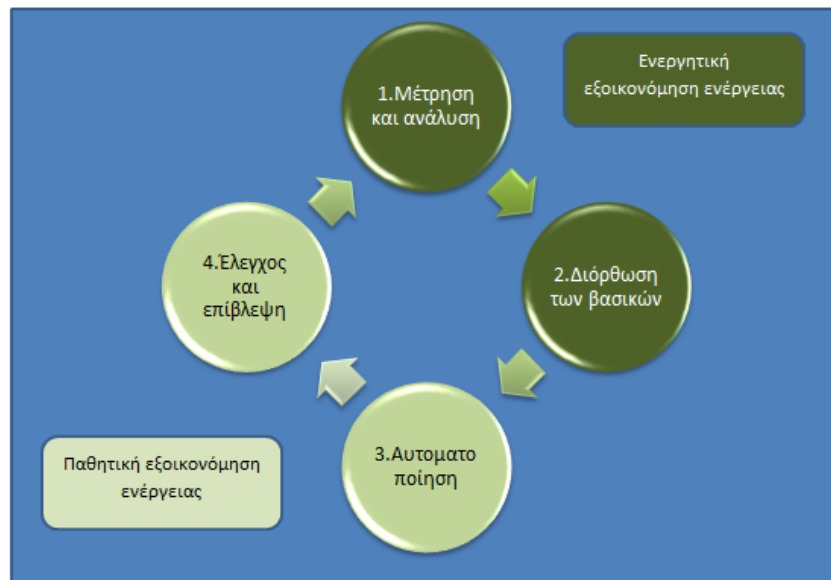 1.Μέτρηση
και ανάλυση
Ενεργητική
εξοικονόμηση ενέργειας
2.Διόρθωση
των βασικών
3.Αυτοματο
ποίηση
4.Έλεγχος
και
επίβλεψη
Παθητική εξοικονόμηση
ενέργειας